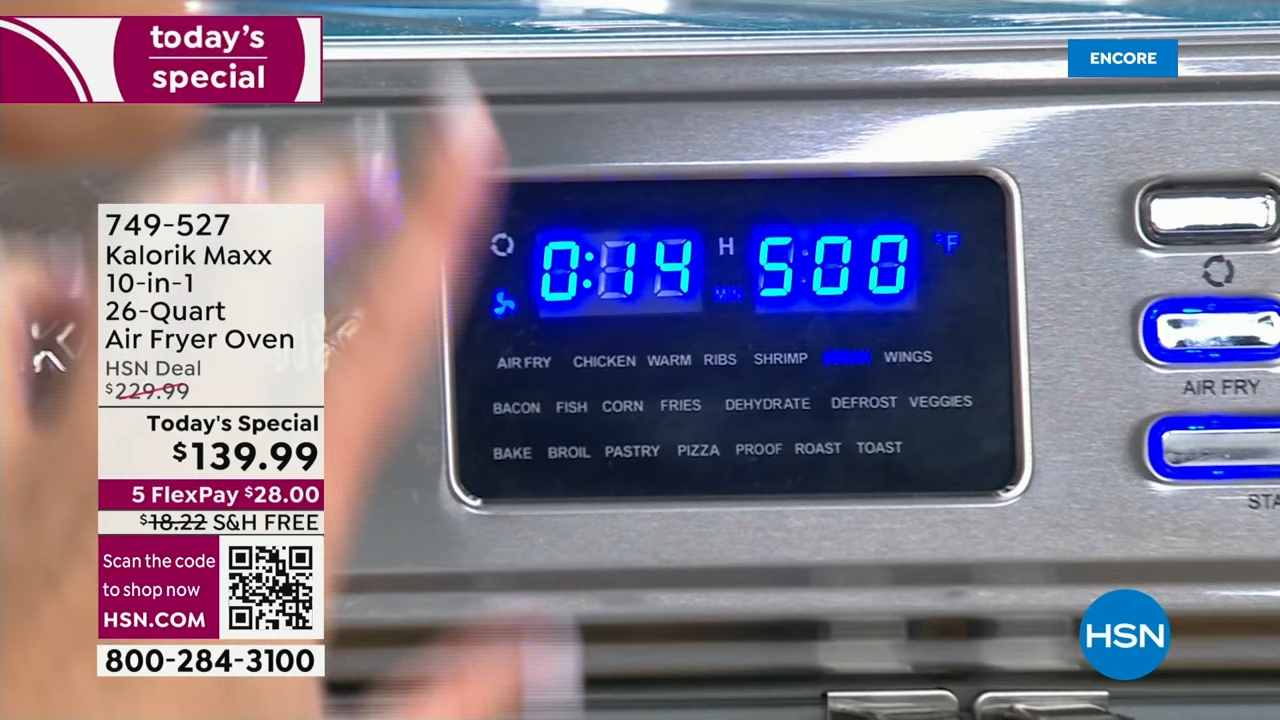 today's
special
ENCORE
749-527
Kalorik Maxx
10-in-1
26-Quart
Air Fryer Oven
HSN Deal
$229.99
Today's Special
$139.99
5 FlexPay $28.00
$18.22 S&H FREE
Scan the code
to shop now
HSN.COM
800-284-3100
0:14 H MIN 500 °F
AIR FRY CHICKEN WARM RIBS SHRIMP WINGS
BACON FISH CORN FRIES DEHYDRATE DEFROST VEGGIES
BAKE BROIL PASTRY PIZZA PROOF ROAST TOAST
AIR FRY
HSN